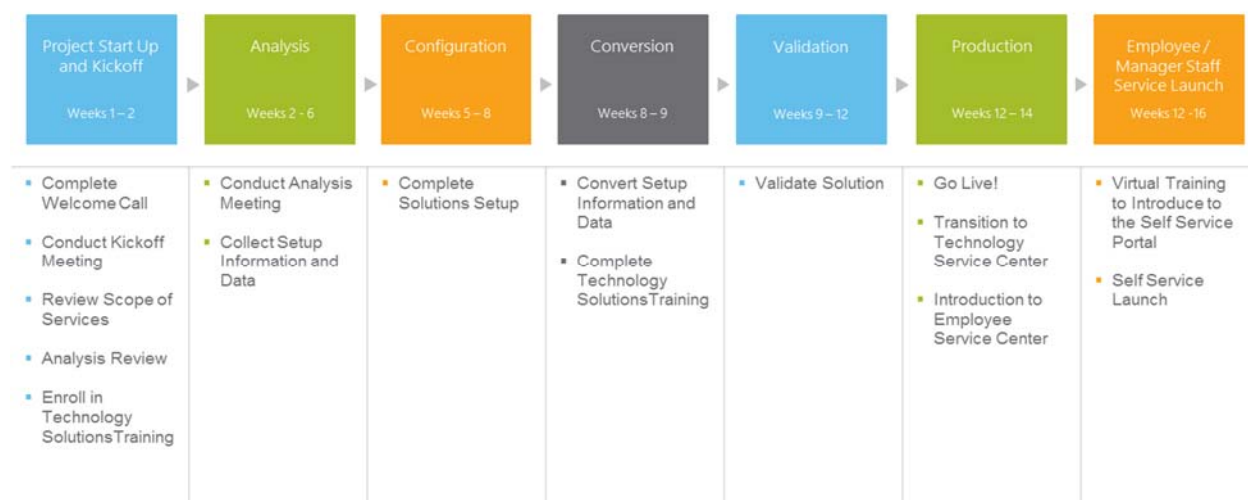 Project Start Up
and Kickoff
Weeks 1 – 2
Analysis
Weeks 2 - 6
Configuration
Weeks 5 – 8
Conversion
Weeks 8 – 9
Validation
Weeks 9 – 12
Production
Weeks 12 – 14
Employee /
Manager Staff
Service Launch
Weeks 12 -16
▪ Complete
Welcome Call
▪ Conduct Kickoff
Meeting
▪ Review Scope of
Services
▪ Analysis Review
▪ Enroll in
Technology
SolutionsTraining
▪ Conduct Analysis
Meeting
▪ Collect Setup
Information and
Data
▪ Complete
Solutions Setup
▪ Convert Setup
Information and
Data
▪ Complete
Technology
SolutionsTraining
▪ Validate Solution
▪ Go Live!
▪ Transition to
Technology
Service Center
▪ Introduction to
Employee
Service Center
▪ Virtual Training
to Introduce to
the Self Service
Portal
▪ Self Service
Launch